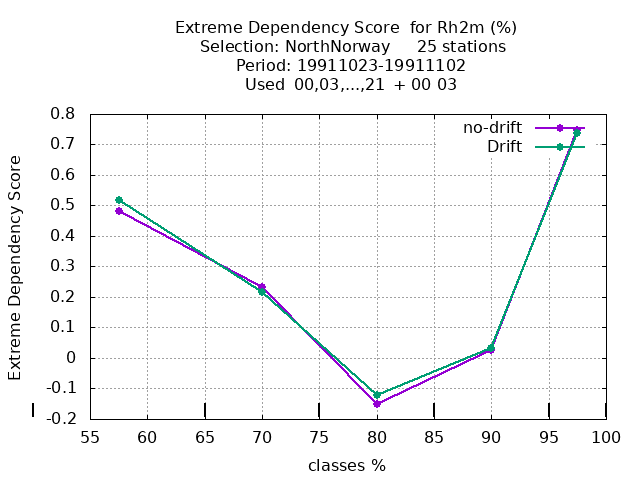 Extreme Dependency Score  for Rh2m (%)
Selection: NorthNorway     25 stations
Period: 19911023-19911102
Used  00,03,...,21  + 00 03
no-drift
Drift
Extreme Dependency Score
0.8
0.7
0.6
0.5
0.4
0.3
0.2
0.1
0
-0.1
-0.2
55 60 65 70 75 80 85 90 95 100
classes %